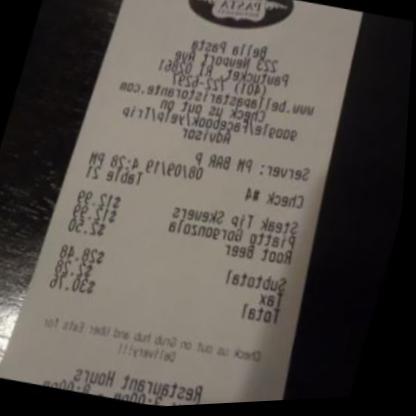 PASTA
Bella Pasta
223 Newport Ave
Pawtucket, RI 02861
(401) 722-6291
www.bellapastaristorante.com
Check us out on
google/Facebook/yelp/Trip
Advisor
Server: PM BAR P
08/09/19 4:28 PM
Check #4 Table 21
Steak Tip Skewers $12.99
Piatto Gorgonzola $12.99
Root Beer $2.50
Subtotal $28.48
Tax $2.28
Total $30.76
Check us out on Grub hub and Uber Eats for
Delivery!!!
Restaurant Hours